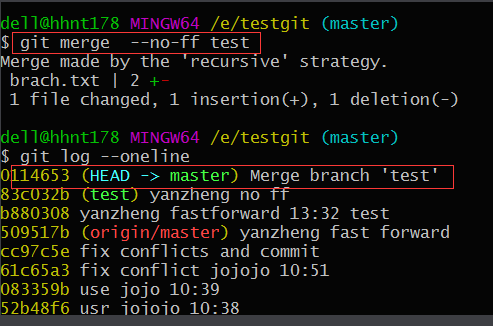 dell@hhnt178 MINGW64 /e/testgit (master)
$ git merge  --no-ff test
Merge made by the 'recursive' strategy.
 brach.txt | 2 +-
 1 file changed, 1 insertion(+), 1 deletion(-)

dell@hhnt178 MINGW64 /e/testgit (master)
$ git log --oneline
0114653 (HEAD -> master) Merge branch 'test'
83c032b (test) yanzheng no ff
b880308 yanzheng fastforward 13:32 test
509517b (origin/master) yanzheng fast forward
cc97c5e fix conflicts and commit
61c65a3 fix conflict jojojo 10:51
083359b use jojo 10:39
52b48f6 usr jojojo 10:38